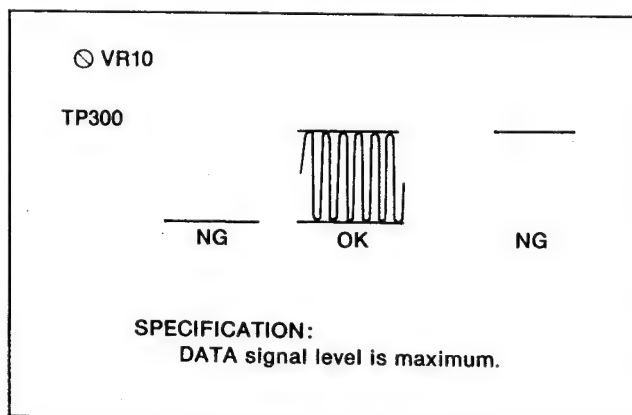 VR10
TP300
NG OK NG
SPECIFICATION:
DATA signal level is maximum.